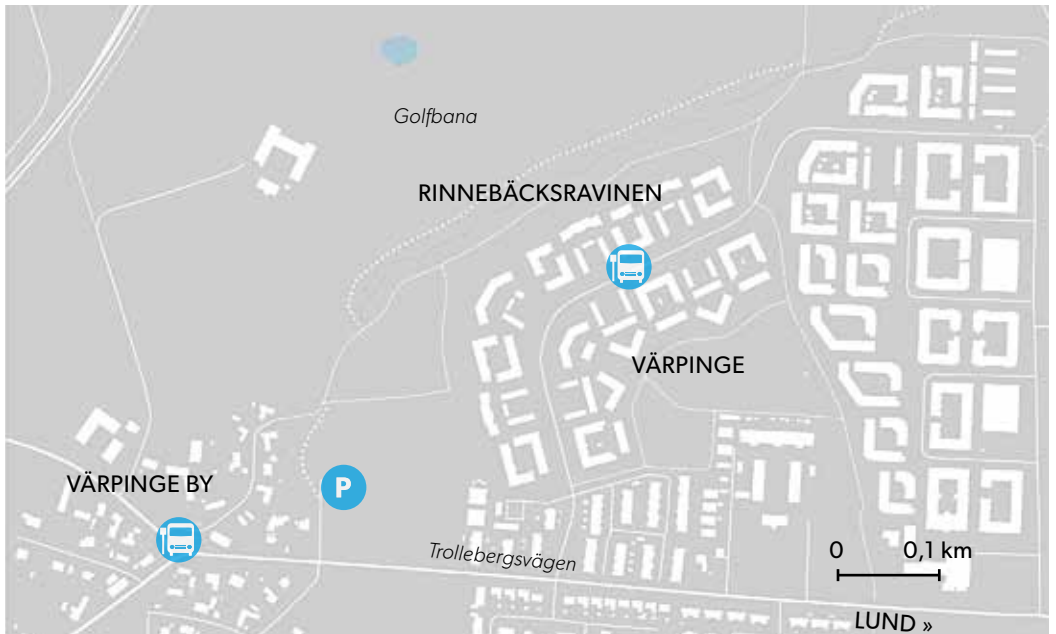 Golfbana
RINNEBÄCKSRAVINEN
VÄRPINGE
VÄRPINGE BY
P
Trollebergsvägen
0 0,1 km
LUND »